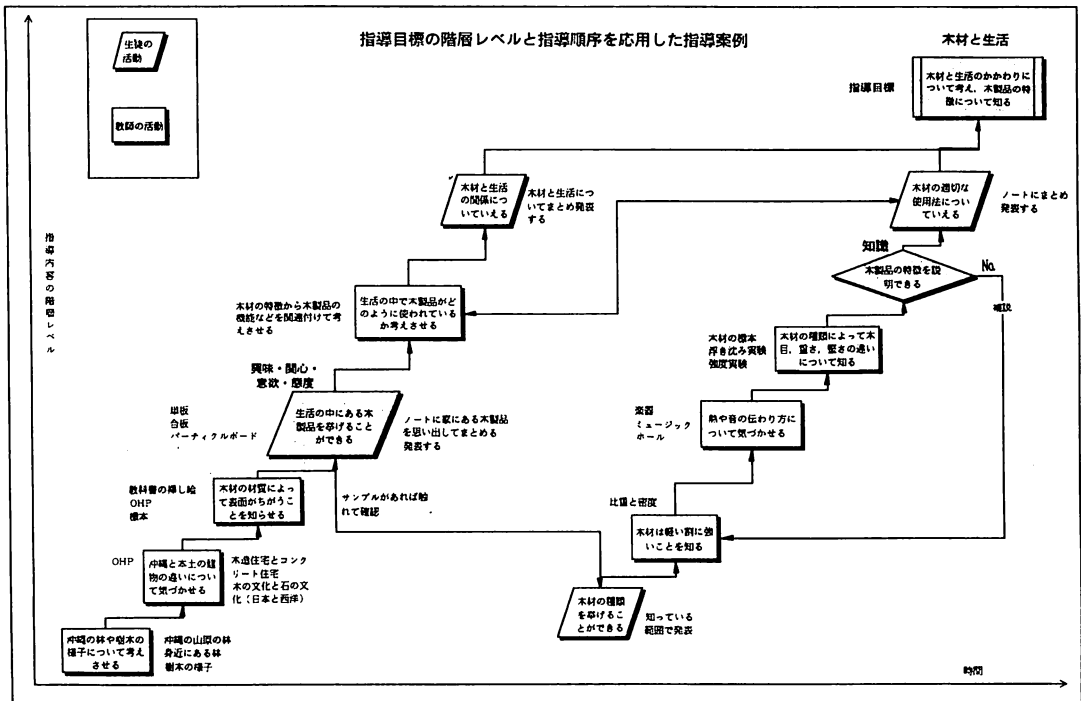 指導目標の階層レベルと指導順序を応用した指導案例
木材と生活
生徒の
活動
教師の活動
指導目標
木材と生活のかかわりに
ついて考え，木製品の特
徴について知る
木材と生活
の関係につ
いていえる
木材と生活につ
いてまとめ発表
する
木材の適切な
使用法につい
ていえる
ノートにまとめ
発表する
指導内容の階層レベル
知識
木製品の特徴を説
明できる
No
補説
木材の特徴から木製品の
機能などを関連付けて考
えさせる
生活の中で木製品がど
のように使われている
か考えさせる
木材の標本
浮き沈み実験
強度実験
木材の種類によって木
目，重さ，堅さの違い
について知る
興味・関心・
意欲・態度
単板
合板
パーティクルボード
生活の中にある木
製品を挙げること
ができる
ノートに家にある木製品
を思い出してまとめる
発表する
楽器
ミュージック
ホール
熱や音の伝わり方に
ついて気づかせる
教科書の挿し絵
OHP
標本
木材の材質によっ
て表面がちがうこ
とを知らせる
サンプルがあれば触
れて確認
比重と密度
木材は軽い割に強
いことを知る
OHP
沖縄と本土の建
物の違いについ
て気づかせる
木造住宅とコンク
リート住宅
木の文化と石の文
化（日本と西洋）
木材の種類
を挙げるこ
とができる
知っている
範囲で発表
沖縄の林や樹木の
様子について考え
させる
沖縄の山原の林
身近にある林
樹木の様子
時間